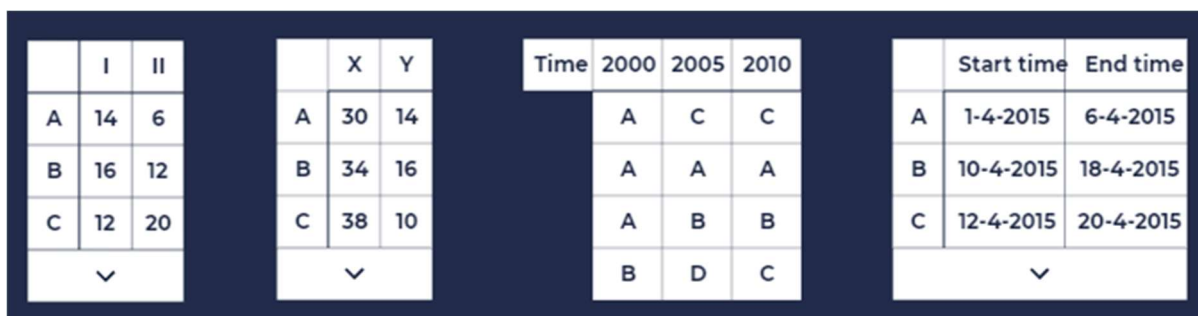 I II
A 14 6
B 16 12
C 12 20
X Y
A 30 14
B 34 16
C 38 10
Time 2000 2005 2010
A C C
A A A
A B B
B D C
Start time End time
A 1-4-2015 6-4-2015
B 10-4-2015 18-4-2015
C 12-4-2015 20-4-2015